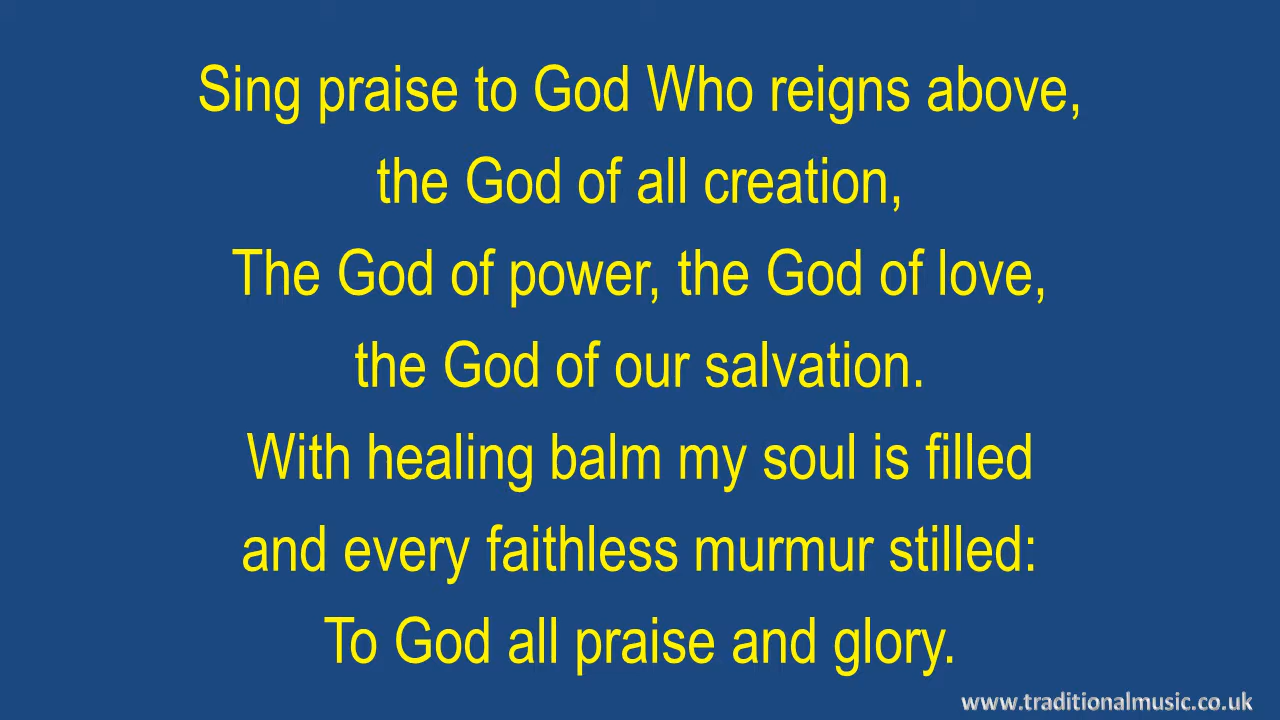 Sing praise to God Who reigns above,
the God of all creation,
The God of power, the God of love,
the God of our salvation.
With healing balm my soul is filled
and every faithless murmur stilled:
To God all praise and glory.
www.traditionalmusic.co.uk